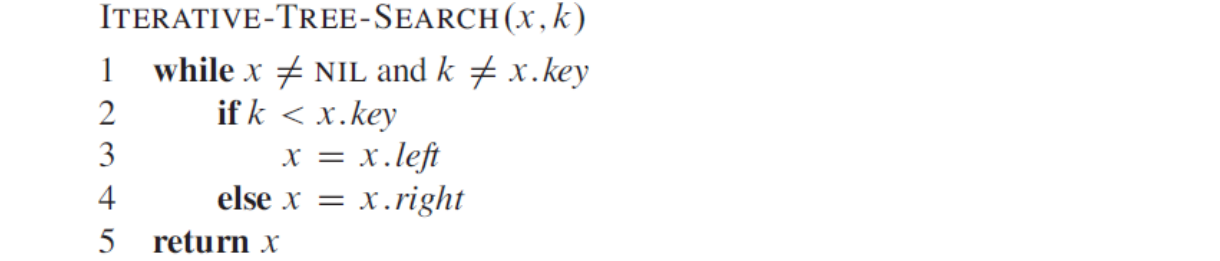 ITERATIVE-TREE-SEARCH(x, k)
1 while x ≠ NIL and k ≠ x.key
2 if k < x.key
3 x = x.left
4 else x = x.right
5 return x